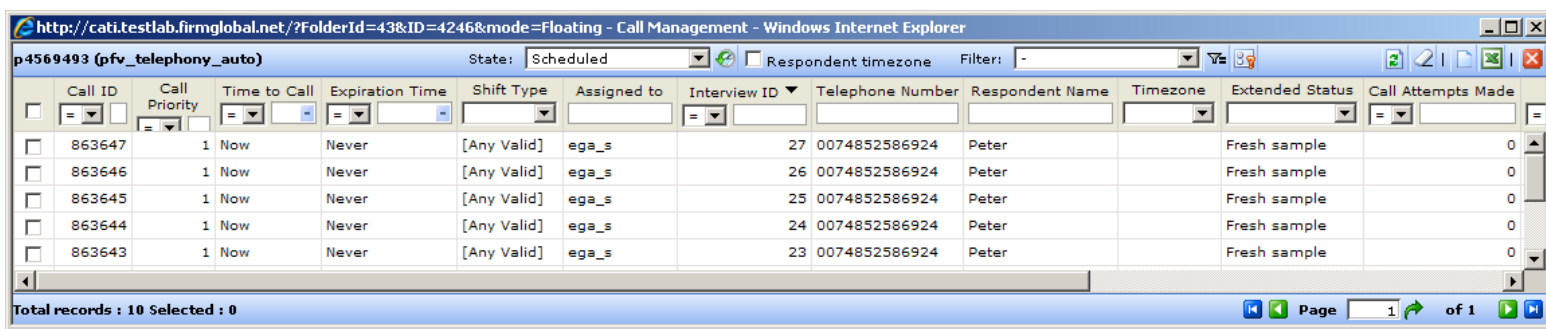 http://cati.testlab.firmglobal.net/?FolderId=43&ID=4246&mode=Floating - Call Management - Windows Internet Explorer
p4569493 (pfv_telephony_auto) State: Scheduled Respondent timezone Filter: -
Call ID Call Priority Time to Call Expiration Time Shift Type Assigned to Interview ID ▼ Telephone Number Respondent Name Timezone Extended Status Call Attempts Made
= = = = = = =
863647 1 Now Never [Any Valid] ega_s 27 0074852586924 Peter Fresh sample 0
863646 1 Now Never [Any Valid] ega_s 26 0074852586924 Peter Fresh sample 0
863645 1 Now Never [Any Valid] ega_s 25 0074852586924 Peter Fresh sample 0
863644 1 Now Never [Any Valid] ega_s 24 0074852586924 Peter Fresh sample 0
863643 1 Now Never [Any Valid] ega_s 23 0074852586924 Peter Fresh sample 0
Total records : 10 Selected : 0 Page 1 of 1